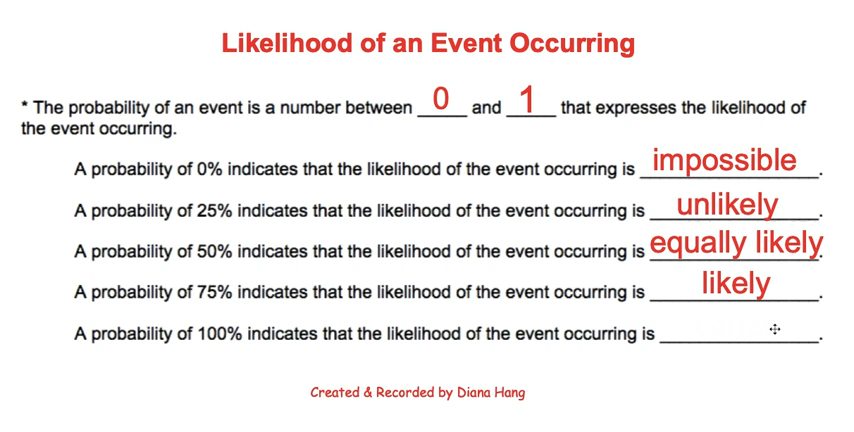 Likelihood of an Event Occurring
* The probability of an event is a number between 0 and 1 that expresses the likelihood of
the event occurring.
A probability of 0% indicates that the likelihood of the event occurring is impossible.
A probability of 25% indicates that the likelihood of the event occurring is unlikely.
A probability of 50% indicates that the likelihood of the event occurring is equally likely.
A probability of 75% indicates that the likelihood of the event occurring is likely.
A probability of 100% indicates that the likelihood of the event occurring is ________.
Created & Recorded by Diana Hang